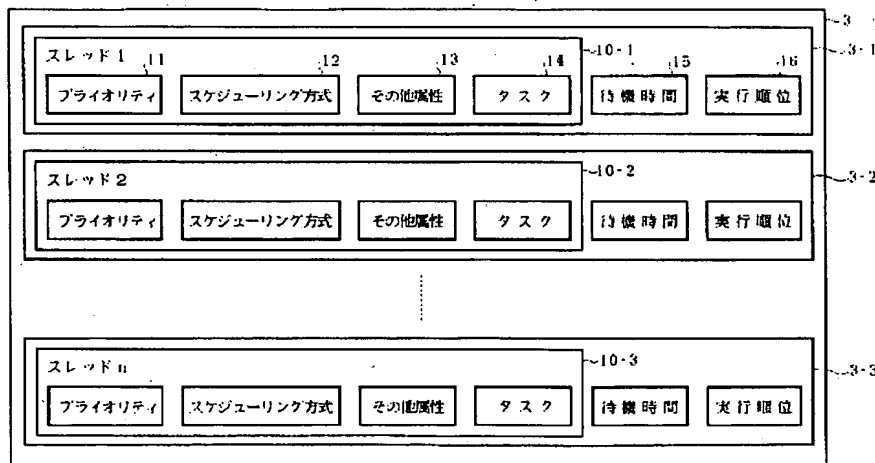 3
3-1
スレッド1 11 12 13 14 10-1 15 16
プライオリティ スケジューリング方式 その他属性 タスク 待機時間 実行順位
スレッド2 10-2 3-2
プライオリティ スケジューリング方式 その他属性 タスク 待機時間 実行順位
スレッドn 10-3 3-3
プライオリティ スケジューリング方式 その他属性 タスク 待機時間 実行順位